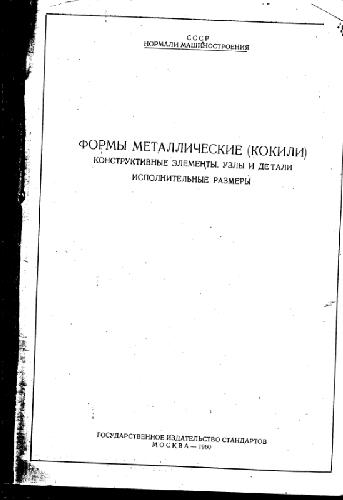 СССР
НОРМАЛИ МАШИНОСТРОЕНИЯ
ФОРМЫ МЕТАЛЛИЧЕСКИЕ (КОКИЛИ)
КОНСТРУКТИВНЫЕ ЭЛЕМЕНТЫ, УЗЛЫ И ДЕТАЛИ
ИСПОЛНИТЕЛЬНЫЕ РАЗМЕРЫ
ГОСУДАРСТВЕННОЕ ИЗДАТЕЛЬСТВО СТАНДАРТОВ
МОСКВА — 1960